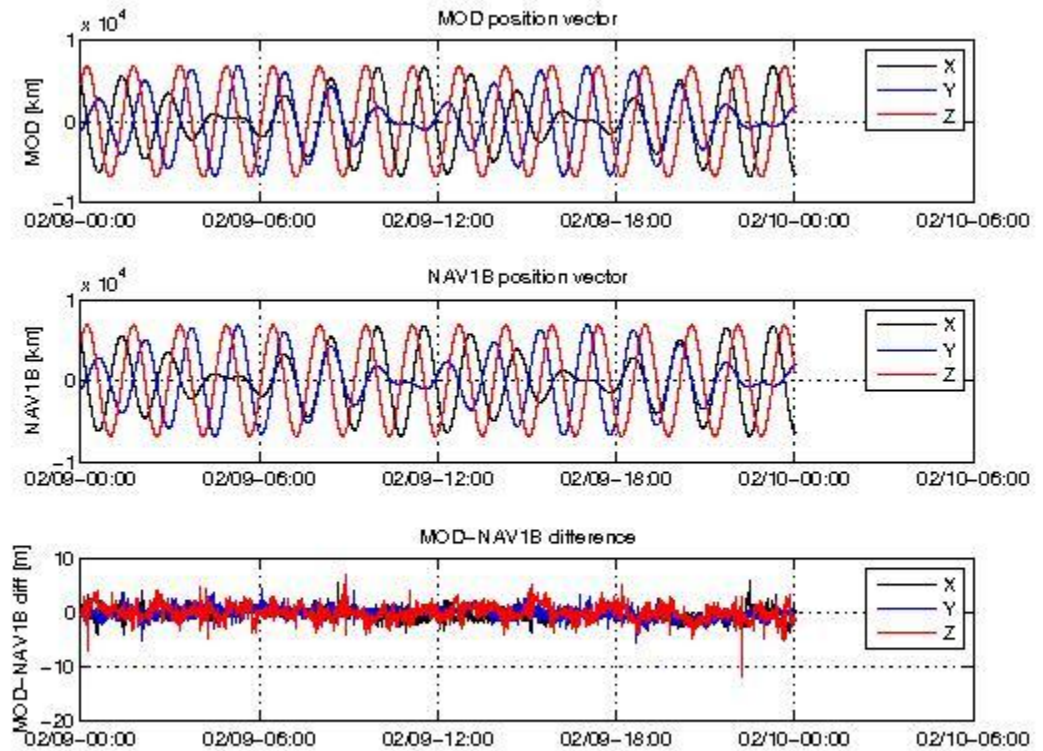 MOD position vector
x 10^4
1
0
−1
MOD [km]
X
Y
Z
02/09−00:00 02/09−06:00 02/09−12:00 02/09−18:00 02/10−00:00 02/10−06:00
NAV1B position vector
x 10^4
1
0
−1
NAV1B [km]
X
Y
Z
02/09−00:00 02/09−06:00 02/09−12:00 02/09−18:00 02/10−00:00 02/10−06:00
MOD−NAV1B difference
10
0
−10
−20
MOD−NAV1B diff [m]
X
Y
Z
02/09−00:00 02/09−06:00 02/09−12:00 02/09−18:00 02/10−00:00 02/10−06:00